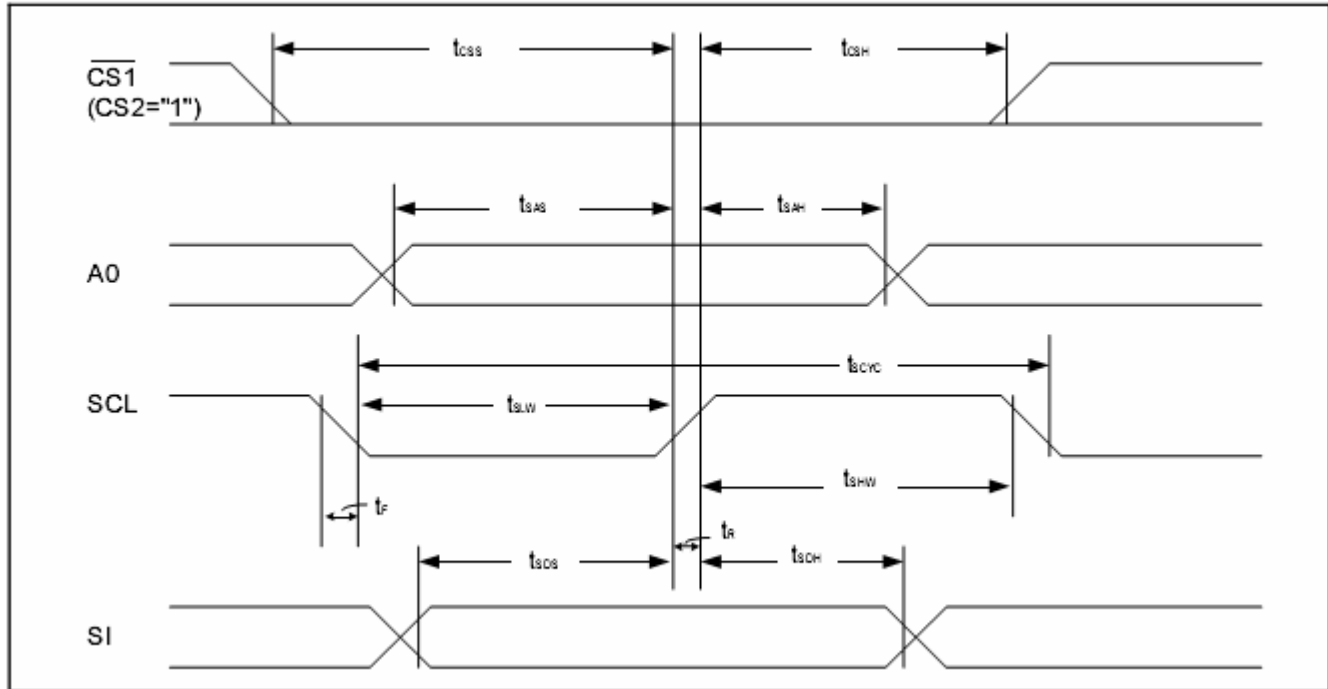 tCSS
tCSH
CS1
(CS2="1")
tSAS
tSAH
A0
tSCYC
SCL
tSLW
tSHW
tF
tR
tSDS
tSDH
SI